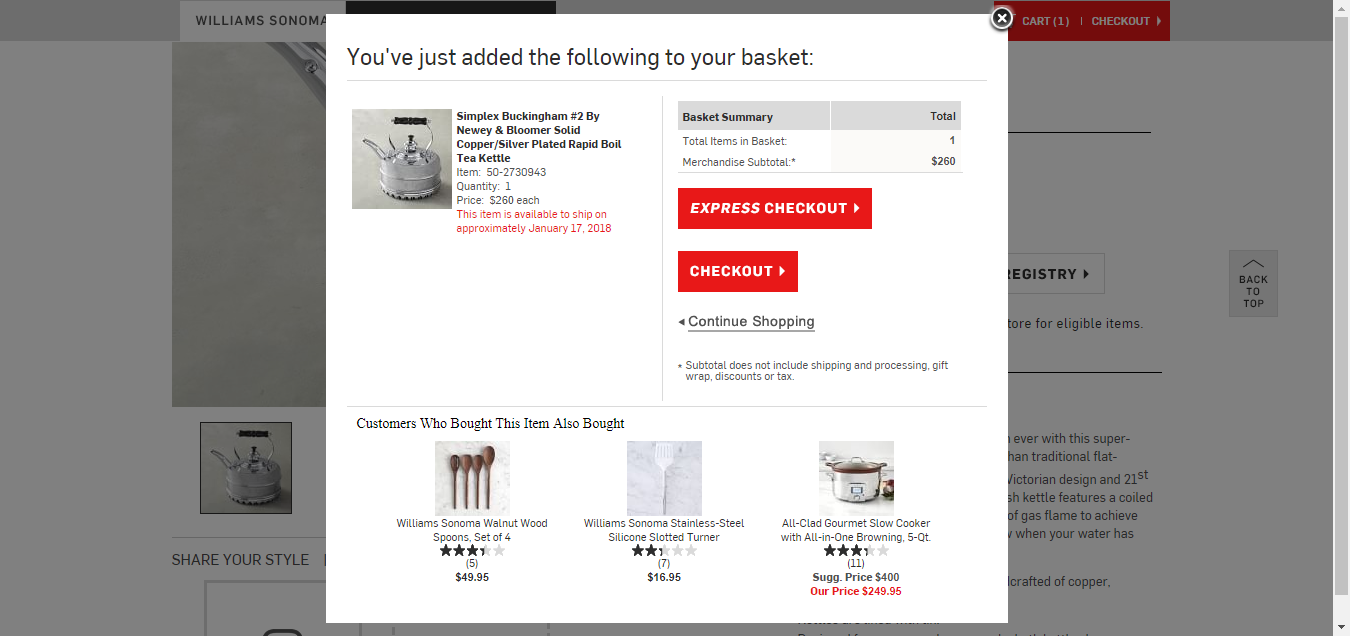 WILLIAMS SONOMA
CART (1) | CHECKOUT
You've just added the following to your basket:
Simplex Buckingham #2 By
Newey & Bloomer Solid
Copper/Silver Plated Rapid Boil
Tea Kettle
Item: 50-2730943
Quantity: 1
Price: $260 each
This item is available to ship on
approximately January 17, 2018
Basket Summary Total
Total Items in Basket: 1
Merchandise Subtotal:* $260
EXPRESS CHECKOUT
CHECKOUT
Continue Shopping
* Subtotal does not include shipping and processing, gift
wrap, discounts or tax.
REGISTRY
BACK
TO
TOP
tore for eligible items.
Customers Who Bought This Item Also Bought
Williams Sonoma Walnut Wood
Spoons, Set of 4
(5)
$49.95
Williams Sonoma Stainless-Steel
Silicone Slotted Turner
(7)
$16.95
All-Clad Gourmet Slow Cooker
with All-in-One Browning, 5-Qt.
(11)
Sugg. Price $400
Our Price $249.95
ever with this super-
han traditional flat-
Victorian design and 21st
sh kettle features a coiled
of gas flame to achieve
w when your water has
dcrafted of copper,
SHARE YOUR STYLE